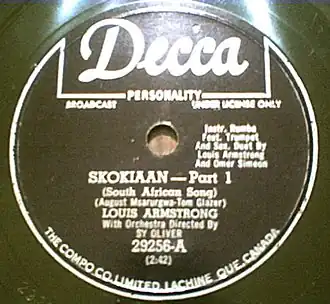 Decca
PERSONALITY
BROADCAST UNDER LICENSE ONLY
Instr. Rumba
Feat. Trumpet
And Sax. Duet By
Louis Armstrong
And Omer Simeon
SKOKIAAN — Part 1
(South African Song)
(August Msarurgwa-Tom Glazer)
LOUIS ARMSTRONG
With Orchestra Directed By
SY OLIVER
29256-A
(2:42)
THE COMPO CO. LIMITED, LACHINE QUE. CANADA